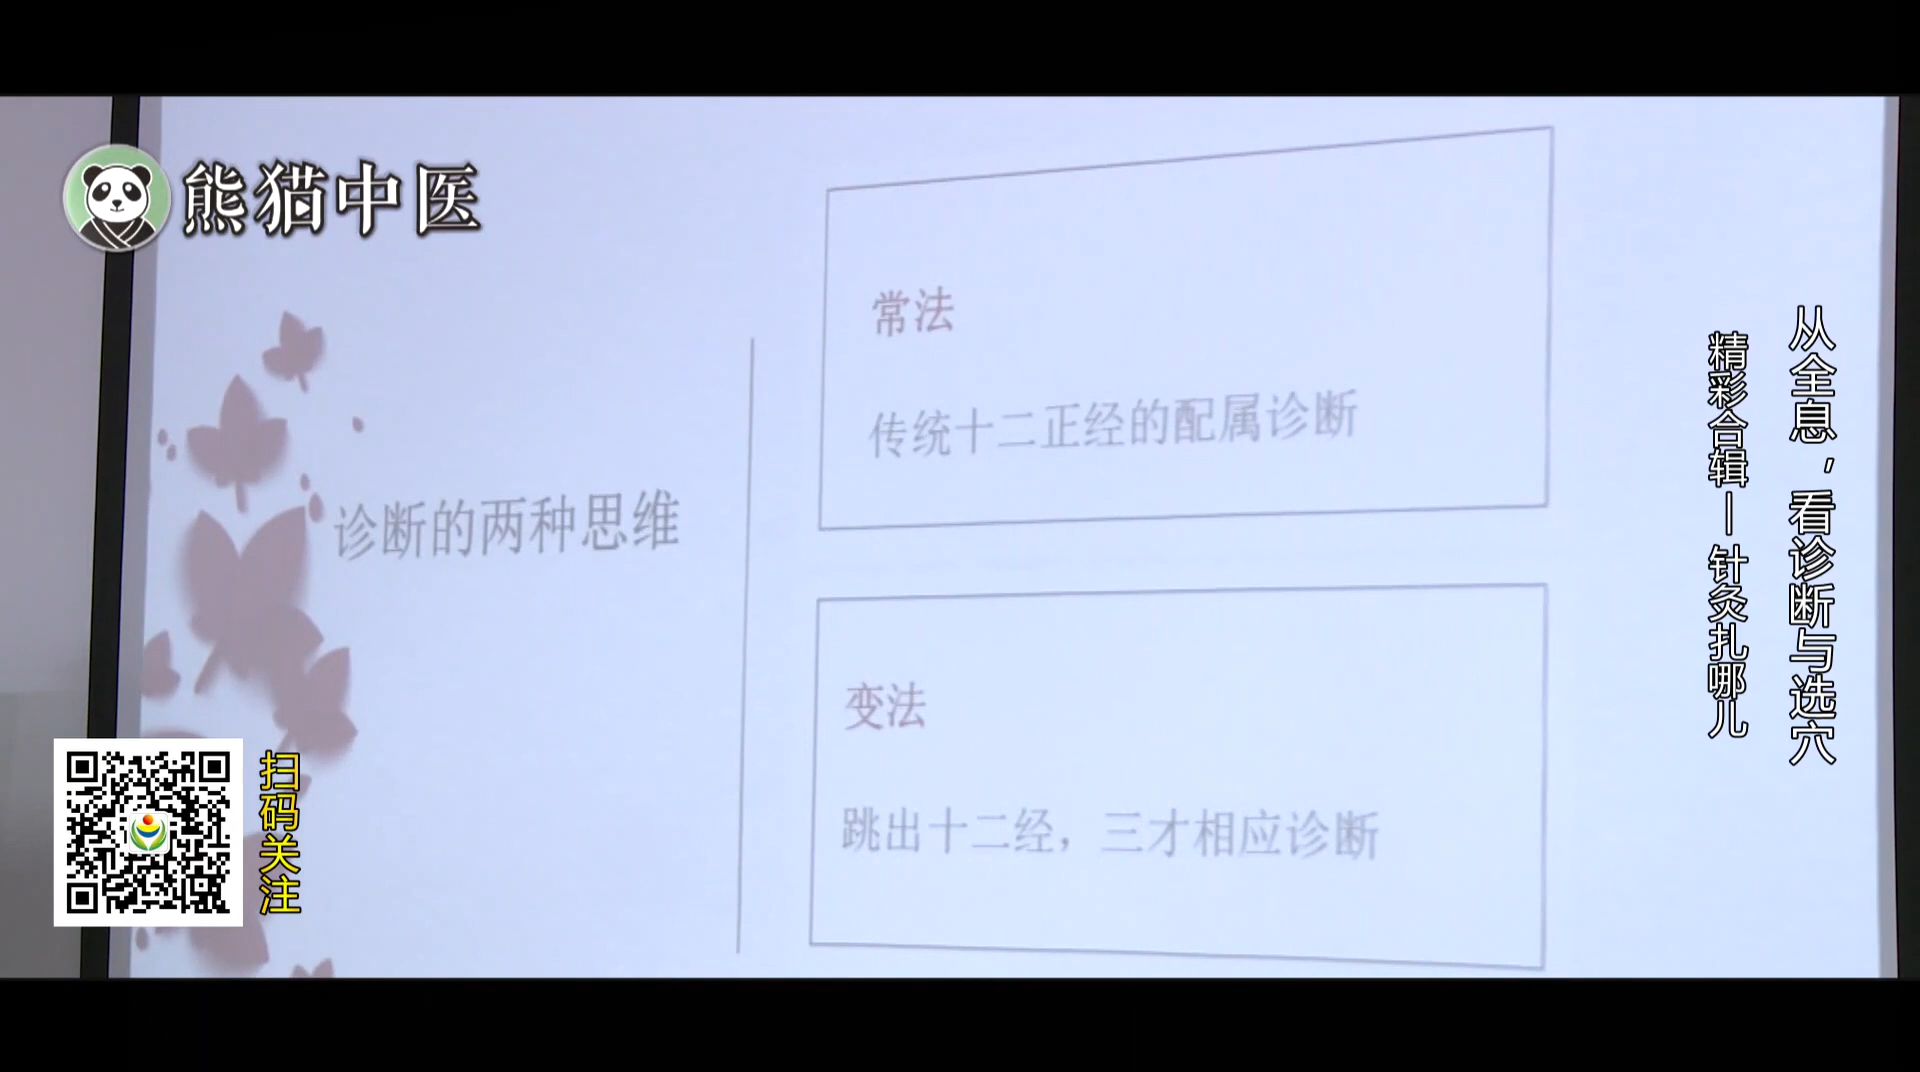 熊猫中医
诊断的两种思维
常法
传统十二正经的配属诊断
变法
跳出十二经，三才相应诊断
从全息，看诊断与选穴
精彩合辑—针灸扎哪儿
扫码关注